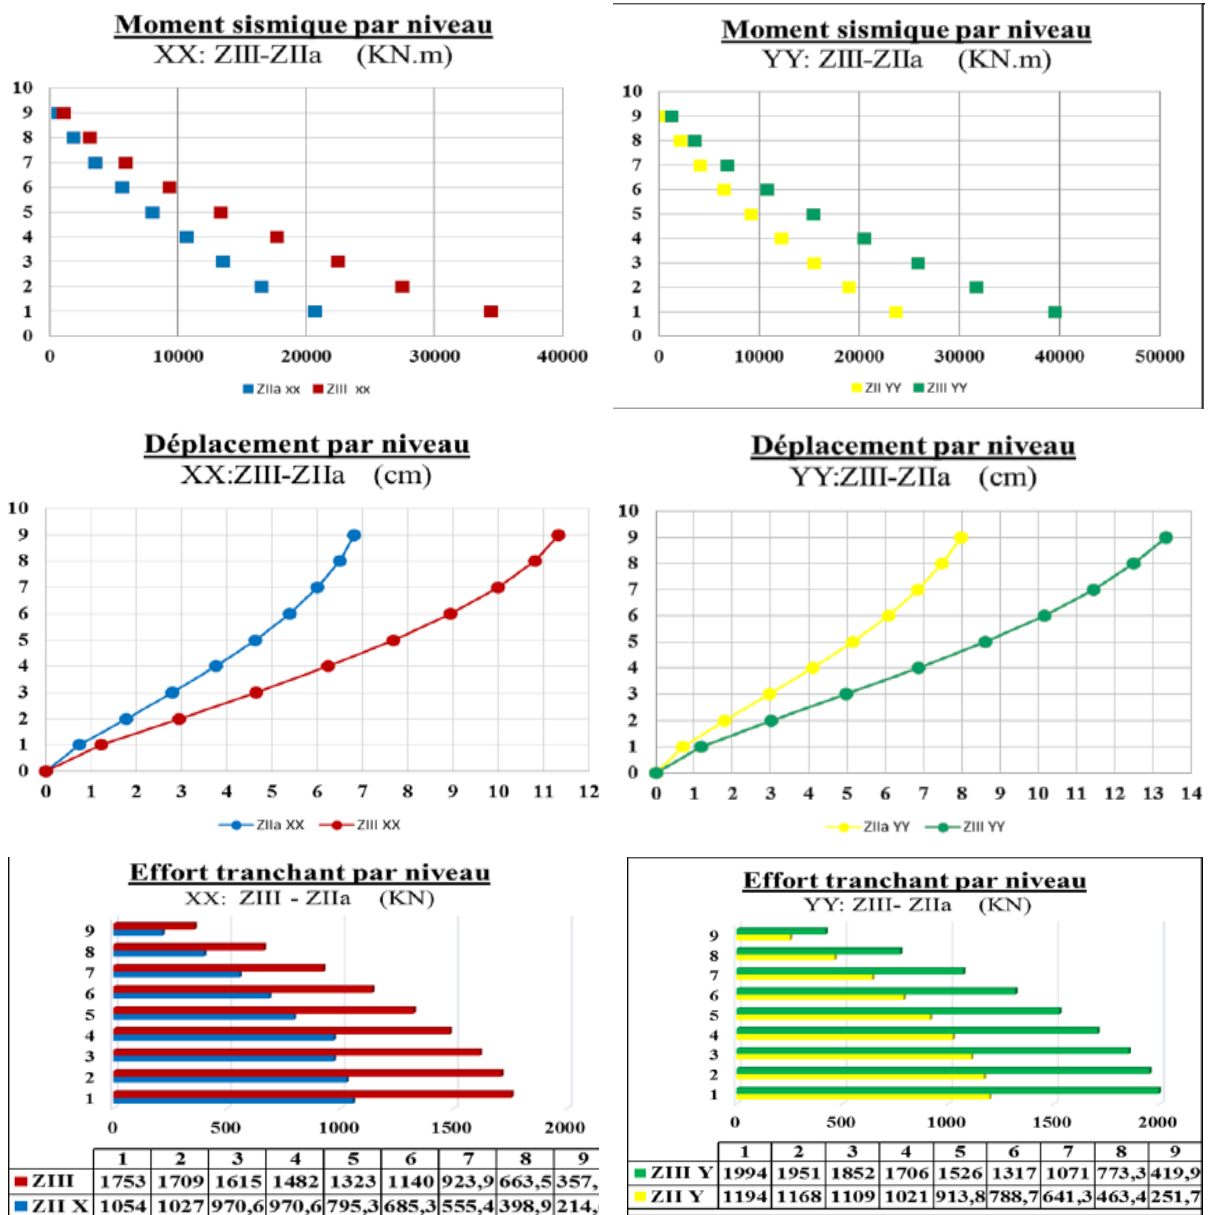 Moment sismique par niveau
XX: ZIII-ZIIa (KN.m)
10
9
8
7
6
5
4
3
2
1
0
0 10000 20000 30000 40000
ZIIa xx ZIII xx
Moment sismique par niveau
YY: ZIII-ZIIa (KN.m)
10
9
8
7
6
5
4
3
2
1
0
0 10000 20000 30000 40000 50000
ZII YY ZIII YY
Déplacement par niveau
XX:ZIII-ZIIa (cm)
10
9
8
7
6
5
4
3
2
1
0
0 1 2 3 4 5 6 7 8 9 10 11 12
ZIIa XX ZIII XX
Déplacement par niveau
YY:ZIII-ZIIa (cm)
10
9
8
7
6
5
4
3
2
1
0
0 1 2 3 4 5 6 7 8 9 10 11 12 13 14
ZIIa YY ZIII YY
Effort tranchant par niveau
XX: ZIII - ZIIa (KN)
9
8
7
6
5
4
3
2
1
0 500 1000 1500 2000
1 2 3 4 5 6 7 8 9
ZIII 1753 1709 1615 1482 1323 1140 923,9 663,5 357,
ZII X 1054 1027 970,6 970,6 795,3 685,3 555,4 398,9 214,
Effort tranchant par niveau
YY: ZIII- ZIIa (KN)
9
8
7
6
5
4
3
2
1
0 500 1000 1500 2000
1 2 3 4 5 6 7 8 9
ZIII Y 1994 1951 1852 1706 1526 1317 1071 773,3 419,9
ZII Y 1194 1168 1109 1021 913,8 788,7 641,3 463,4 251,7